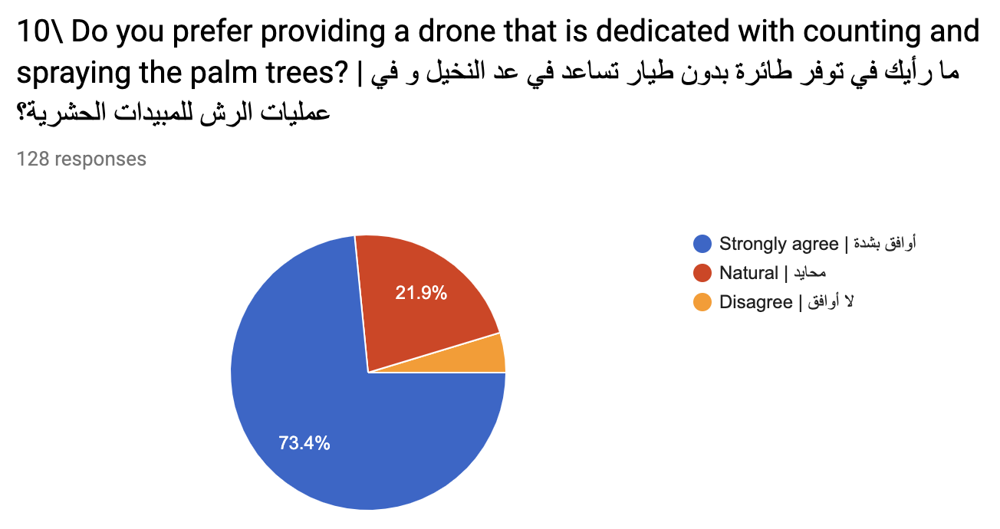 10\ Do you prefer providing a drone that is dedicated with counting and
spraying the palm trees? | ما رأيك في توفر طائرة بدون طيار تساعد في عد النخيل و في
عمليات الرش للمبيدات الحشرية؟
128 responses
Strongly agree | أوافق بشدة
Natural | محايد
Disagree | لا أوافق
21.9%
73.4%